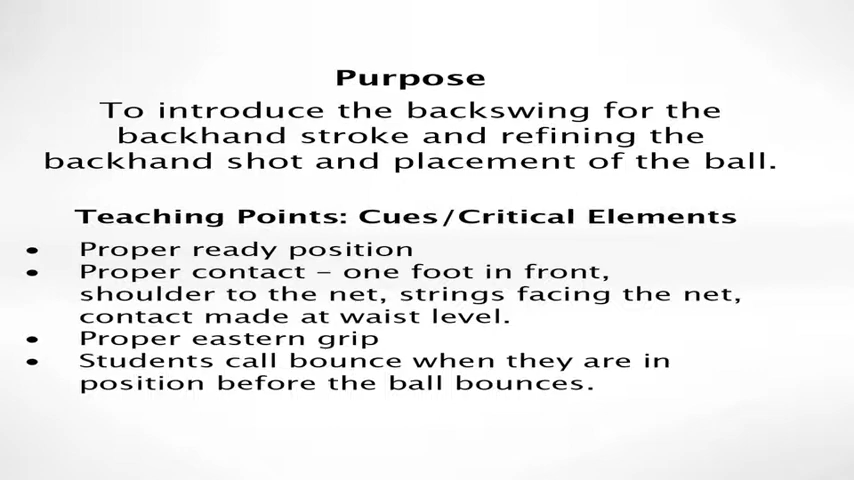 Purpose
To introduce the backswing for the
backhand stroke and refining the
backhand shot and placement of the ball.
Teaching Points: Cues/Critical Elements
• Proper ready position
• Proper contact – one foot in front,
shoulder to the net, strings facing the net,
contact made at waist level.
• Proper eastern grip
• Students call bounce when they are in
position before the ball bounces.